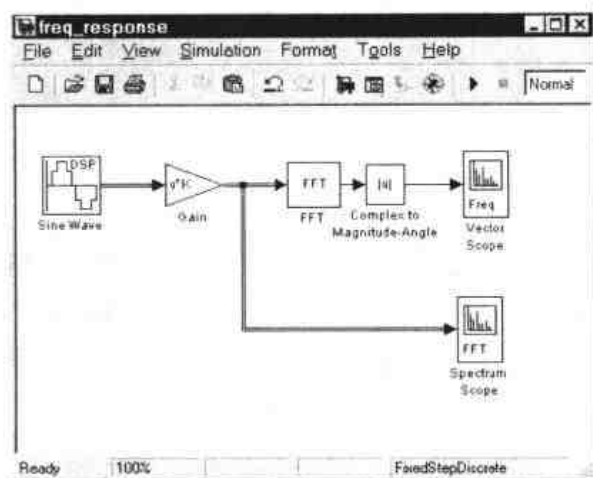 freq_response
File Edit View Simulation Format Tools Help
Normal
DSP
Sine Wave
Gain
FFT
FFT
|u|
Complex to
Magnitude-Angle
Freq
Vector
Scope
FFT
Spectrum
Scope
Ready 100% FixedStepDiscrete